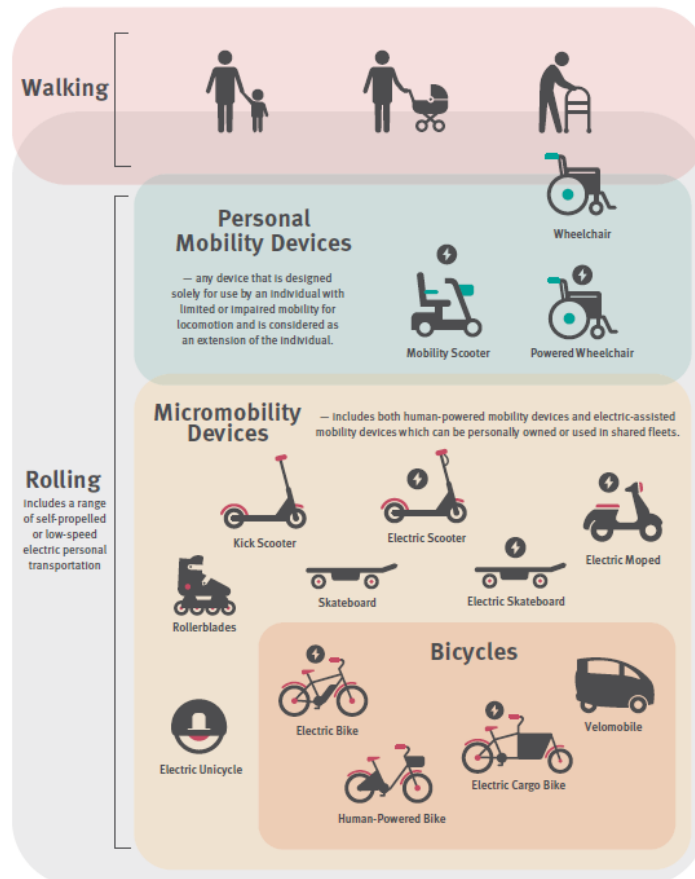 Walking
Wheelchair
Personal
Mobility Devices
— any device that is designed
solely for use by an individual with
limited or impaired mobility for
locomotion and is considered as
an extension of the individual.
Mobility Scooter
Powered Wheelchair
Micromobility
Devices
— includes both human-powered mobility devices and electric-assisted
mobility devices which can be personally owned or used in shared fleets.
Rolling
includes a range
of self-propelled
or low-speed
electric personal
transportation
Kick Scooter
Electric Scooter
Electric Moped
Rollerblades
Skateboard
Electric Skateboard
Bicycles
Electric Unicycle
Electric Bike
Velomobile
Human-Powered Bike
Electric Cargo Bike